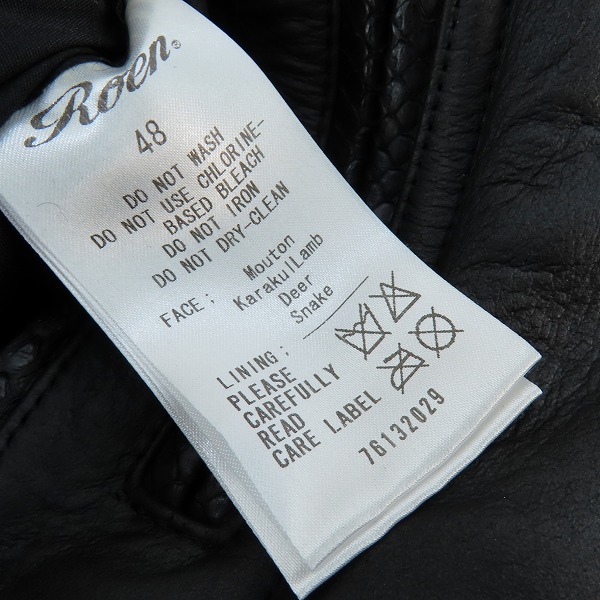 Roen®
48
DO NOT WASH
DO NOT USE CHLORINE-
BASED BLEACH
DO NOT IRON
DO NOT DRY-CLEAN
FACE; Mouton
KarakulLamb
Deer
Snake
LINING;
PLEASE
CAREFULLY
READ
CARE LABEL
76132029